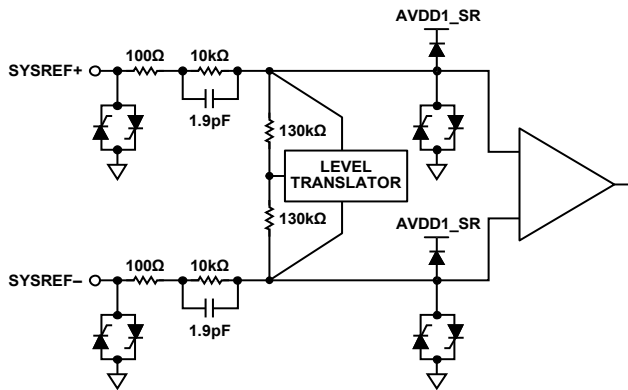 AVDD1_SR
100Ω
10kΩ
SYSREF+
1.9pF
130kΩ
LEVEL
TRANSLATOR
130kΩ
AVDD1_SR
100Ω
10kΩ
SYSREF–
1.9pF